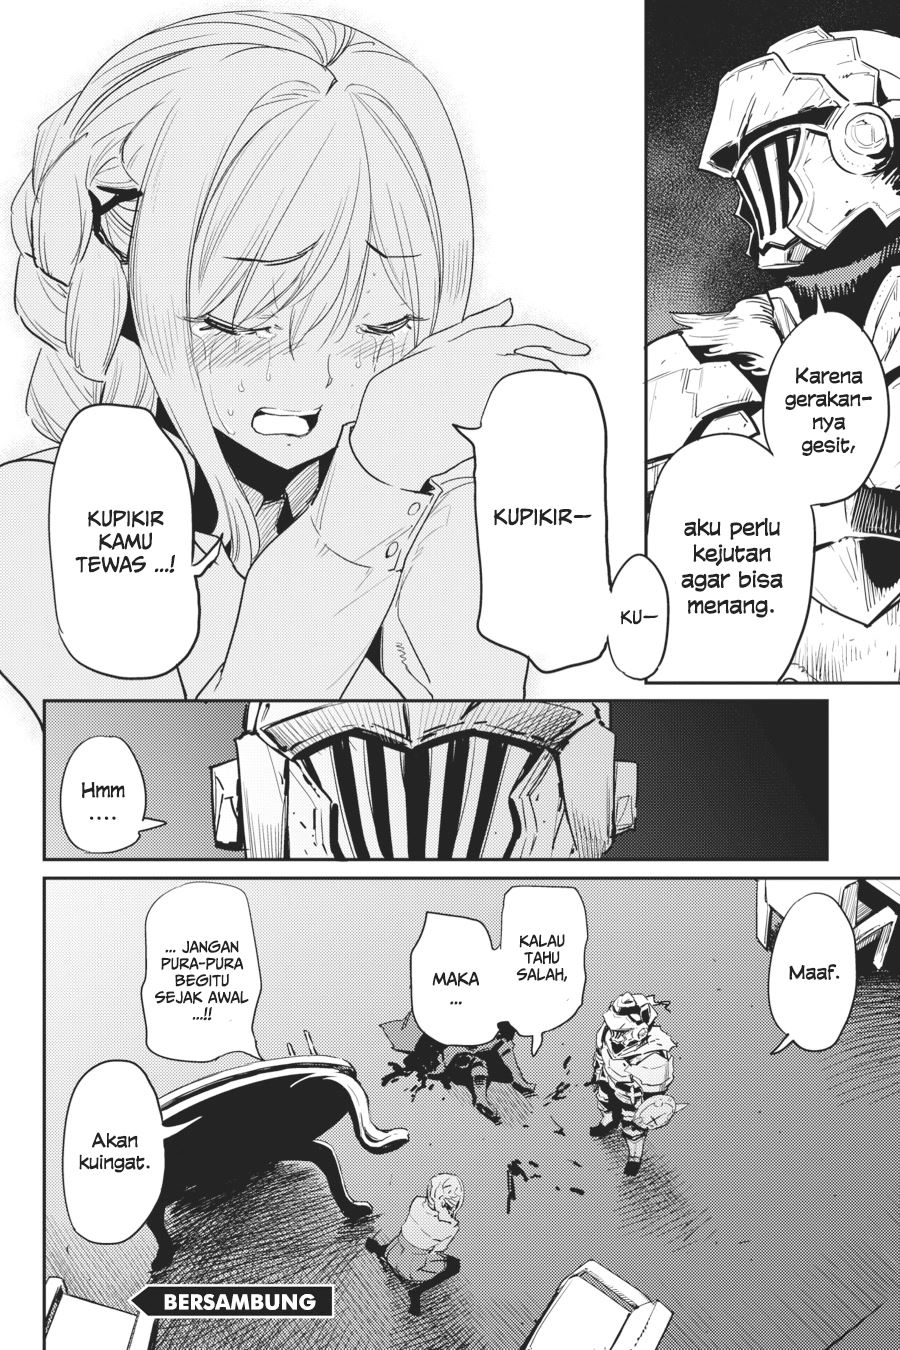 Karena
gerakan-
nya
gesit,
aku perlu
kejutan
agar bisa
menang.
KU—
KUPIKIR—
KUPIKIR
KAMU
TEWAS ...!
Hmm
....
Maaf.
KALAU
TAHU
SALAH,
MAKA
...
... JANGAN
PURA-PURA
BEGITU
SEJAK AWAL
...!!
Akan
kuingat.
BERSAMBUNG